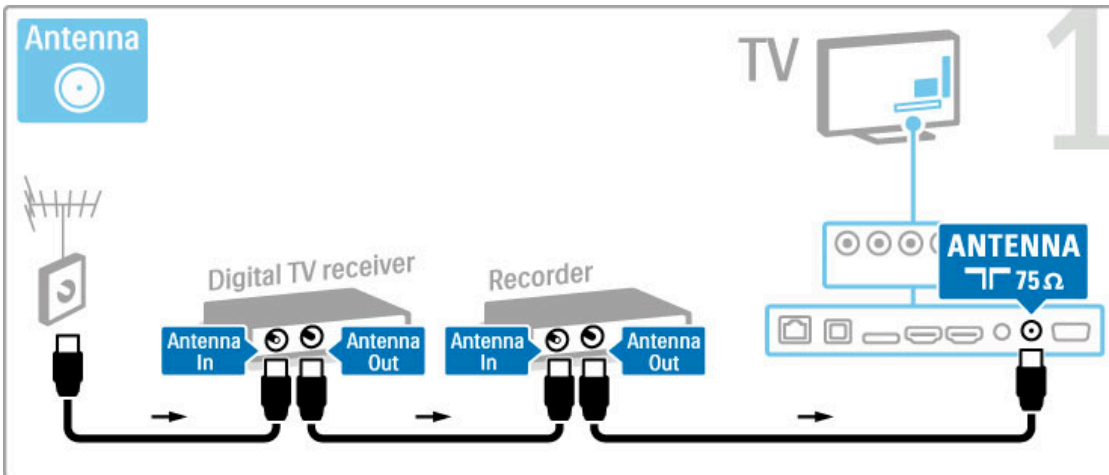 Antenna
TV
1
Digital TV receiver
Recorder
ANTENNA
75 Ω
Antenna
In
Antenna
Out
Antenna
In
Antenna
Out